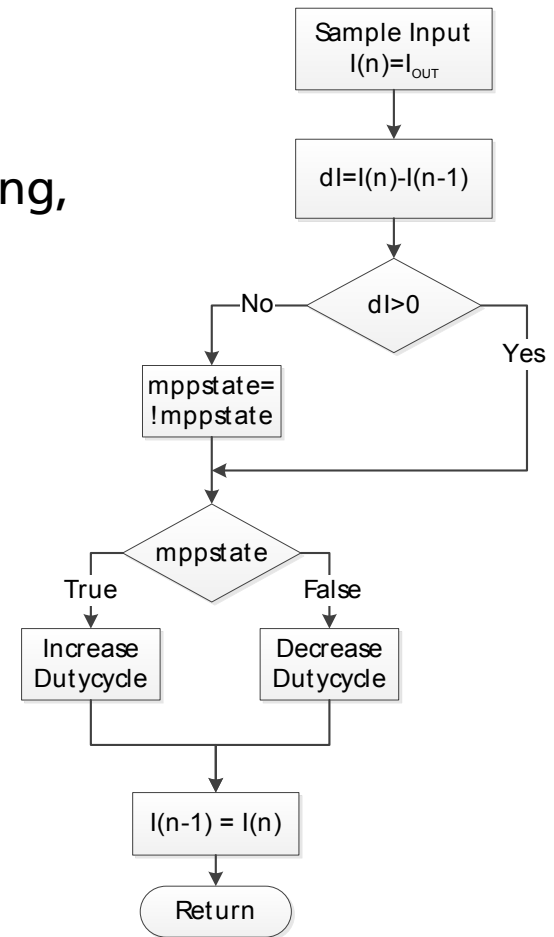 Sample Input
I(n)=I_OUT
ng,
dI=I(n)-I(n-1)
dI>0
No
Yes
mppstate=
!mppstate
mppstate
True
False
Increase
Dutycycle
Decrease
Dutycycle
I(n-1) = I(n)
Return